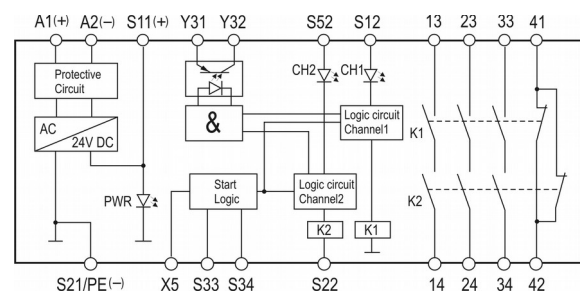 A1(+) A2(−) S11(+) Y31 Y32 S52 S12 13 23 33 41
Protective
Circuit
CH2 CH1
AC
24V DC
&
Logic circuit
Channel1
K1
PWR
Start
Logic
Logic circuit
Channel2
K2
K2 K1
S21/PE(−) X5 S33 S34 S22 14 24 34 42